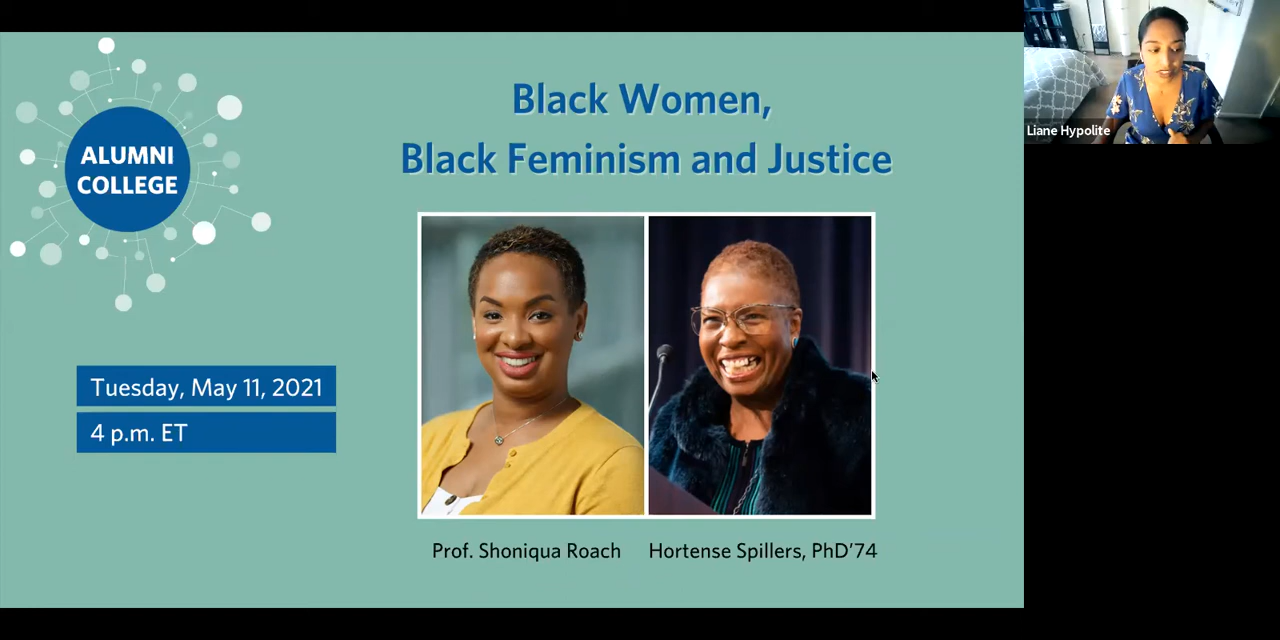 ALUMNI
COLLEGE
Black Women,
Black Feminism and Justice
Tuesday, May 11, 2021
4 p.m. ET
Prof. Shoniqua Roach
Hortense Spillers, PhD'74
Liane Hypolite